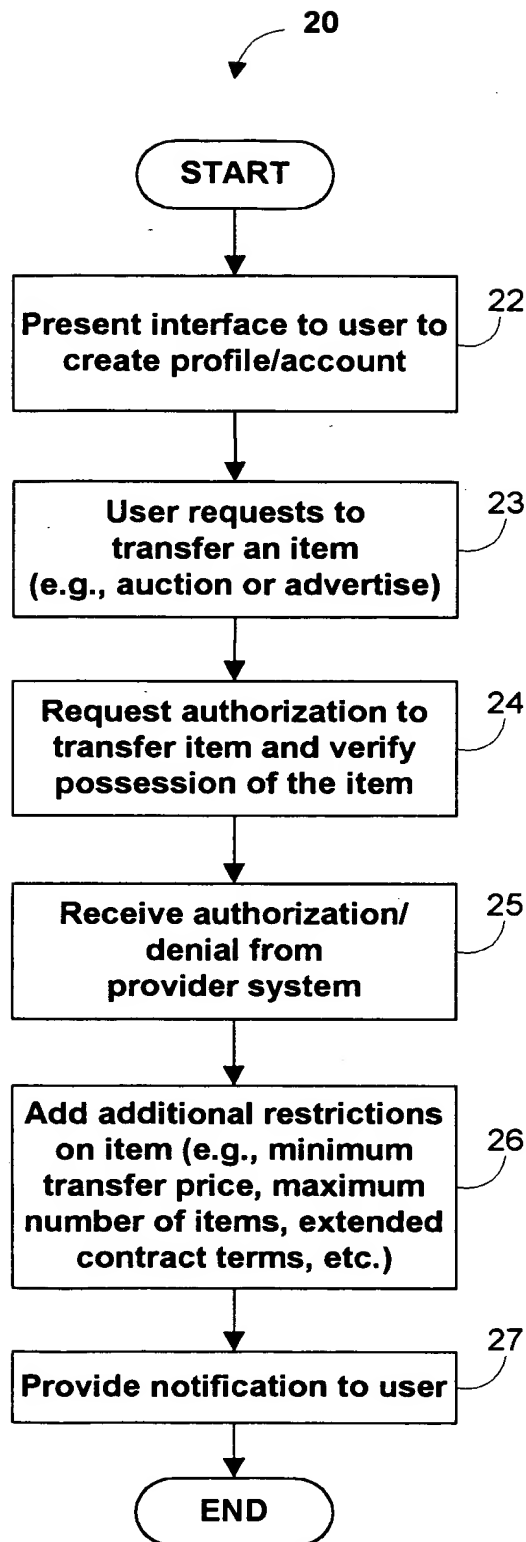 20
START
Present interface to user to
create profile/account
22
User requests to
transfer an item
(e.g., auction or advertise)
23
Request authorization to
transfer item and verify
possession of the item
24
Receive authorization/
denial from
provider system
25
Add additional restrictions
on item (e.g., minimum
transfer price, maximum
number of items, extended
contract terms, etc.)
26
Provide notification to user
27
END